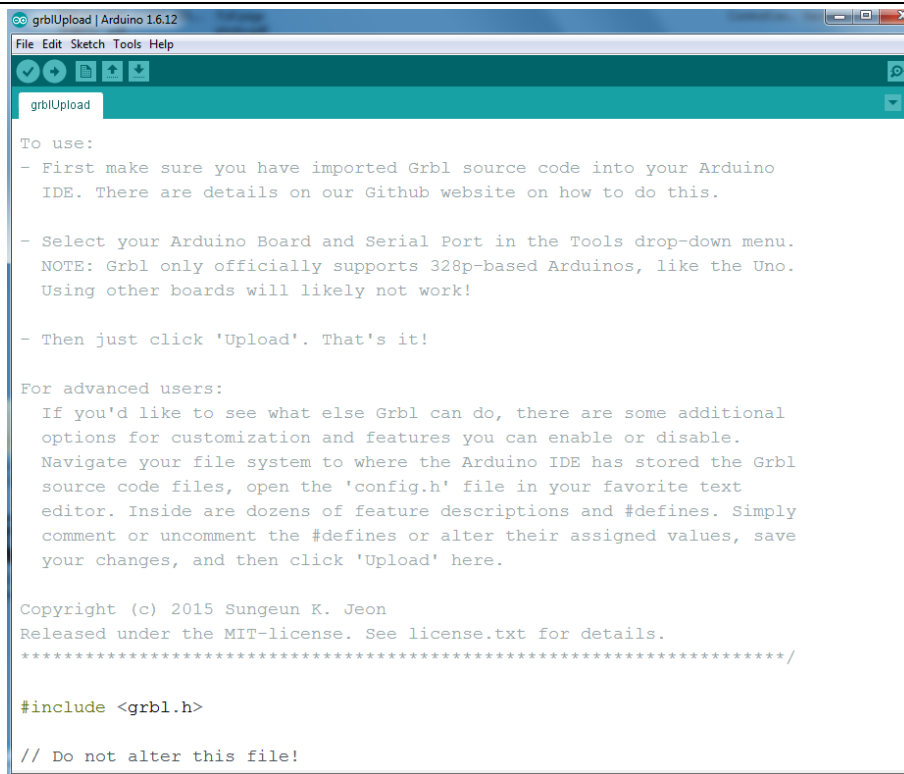 grblUpload | Arduino 1.6.12
File Edit Sketch Tools Help
grblUpload
To use:
- First make sure you have imported Grbl source code into your Arduino
IDE. There are details on our Github website on how to do this.
- Select your Arduino Board and Serial Port in the Tools drop-down menu.
NOTE: Grbl only officially supports 328p-based Arduinos, like the Uno.
Using other boards will likely not work!
- Then just click 'Upload'. That's it!
For advanced users:
If you'd like to see what else Grbl can do, there are some additional
options for customization and features you can enable or disable.
Navigate your file system to where the Arduino IDE has stored the Grbl
source code files, open the 'config.h' file in your favorite text
editor. Inside are dozens of feature descriptions and #defines. Simply
comment or uncomment the #defines or alter their assigned values, save
your changes, and then click 'Upload' here.
Copyright (c) 2015 Sungeun K. Jeon
Released under the MIT-license. See license.txt for details.
***********************************************************************/
#include <grbl.h>
// Do not alter this file!